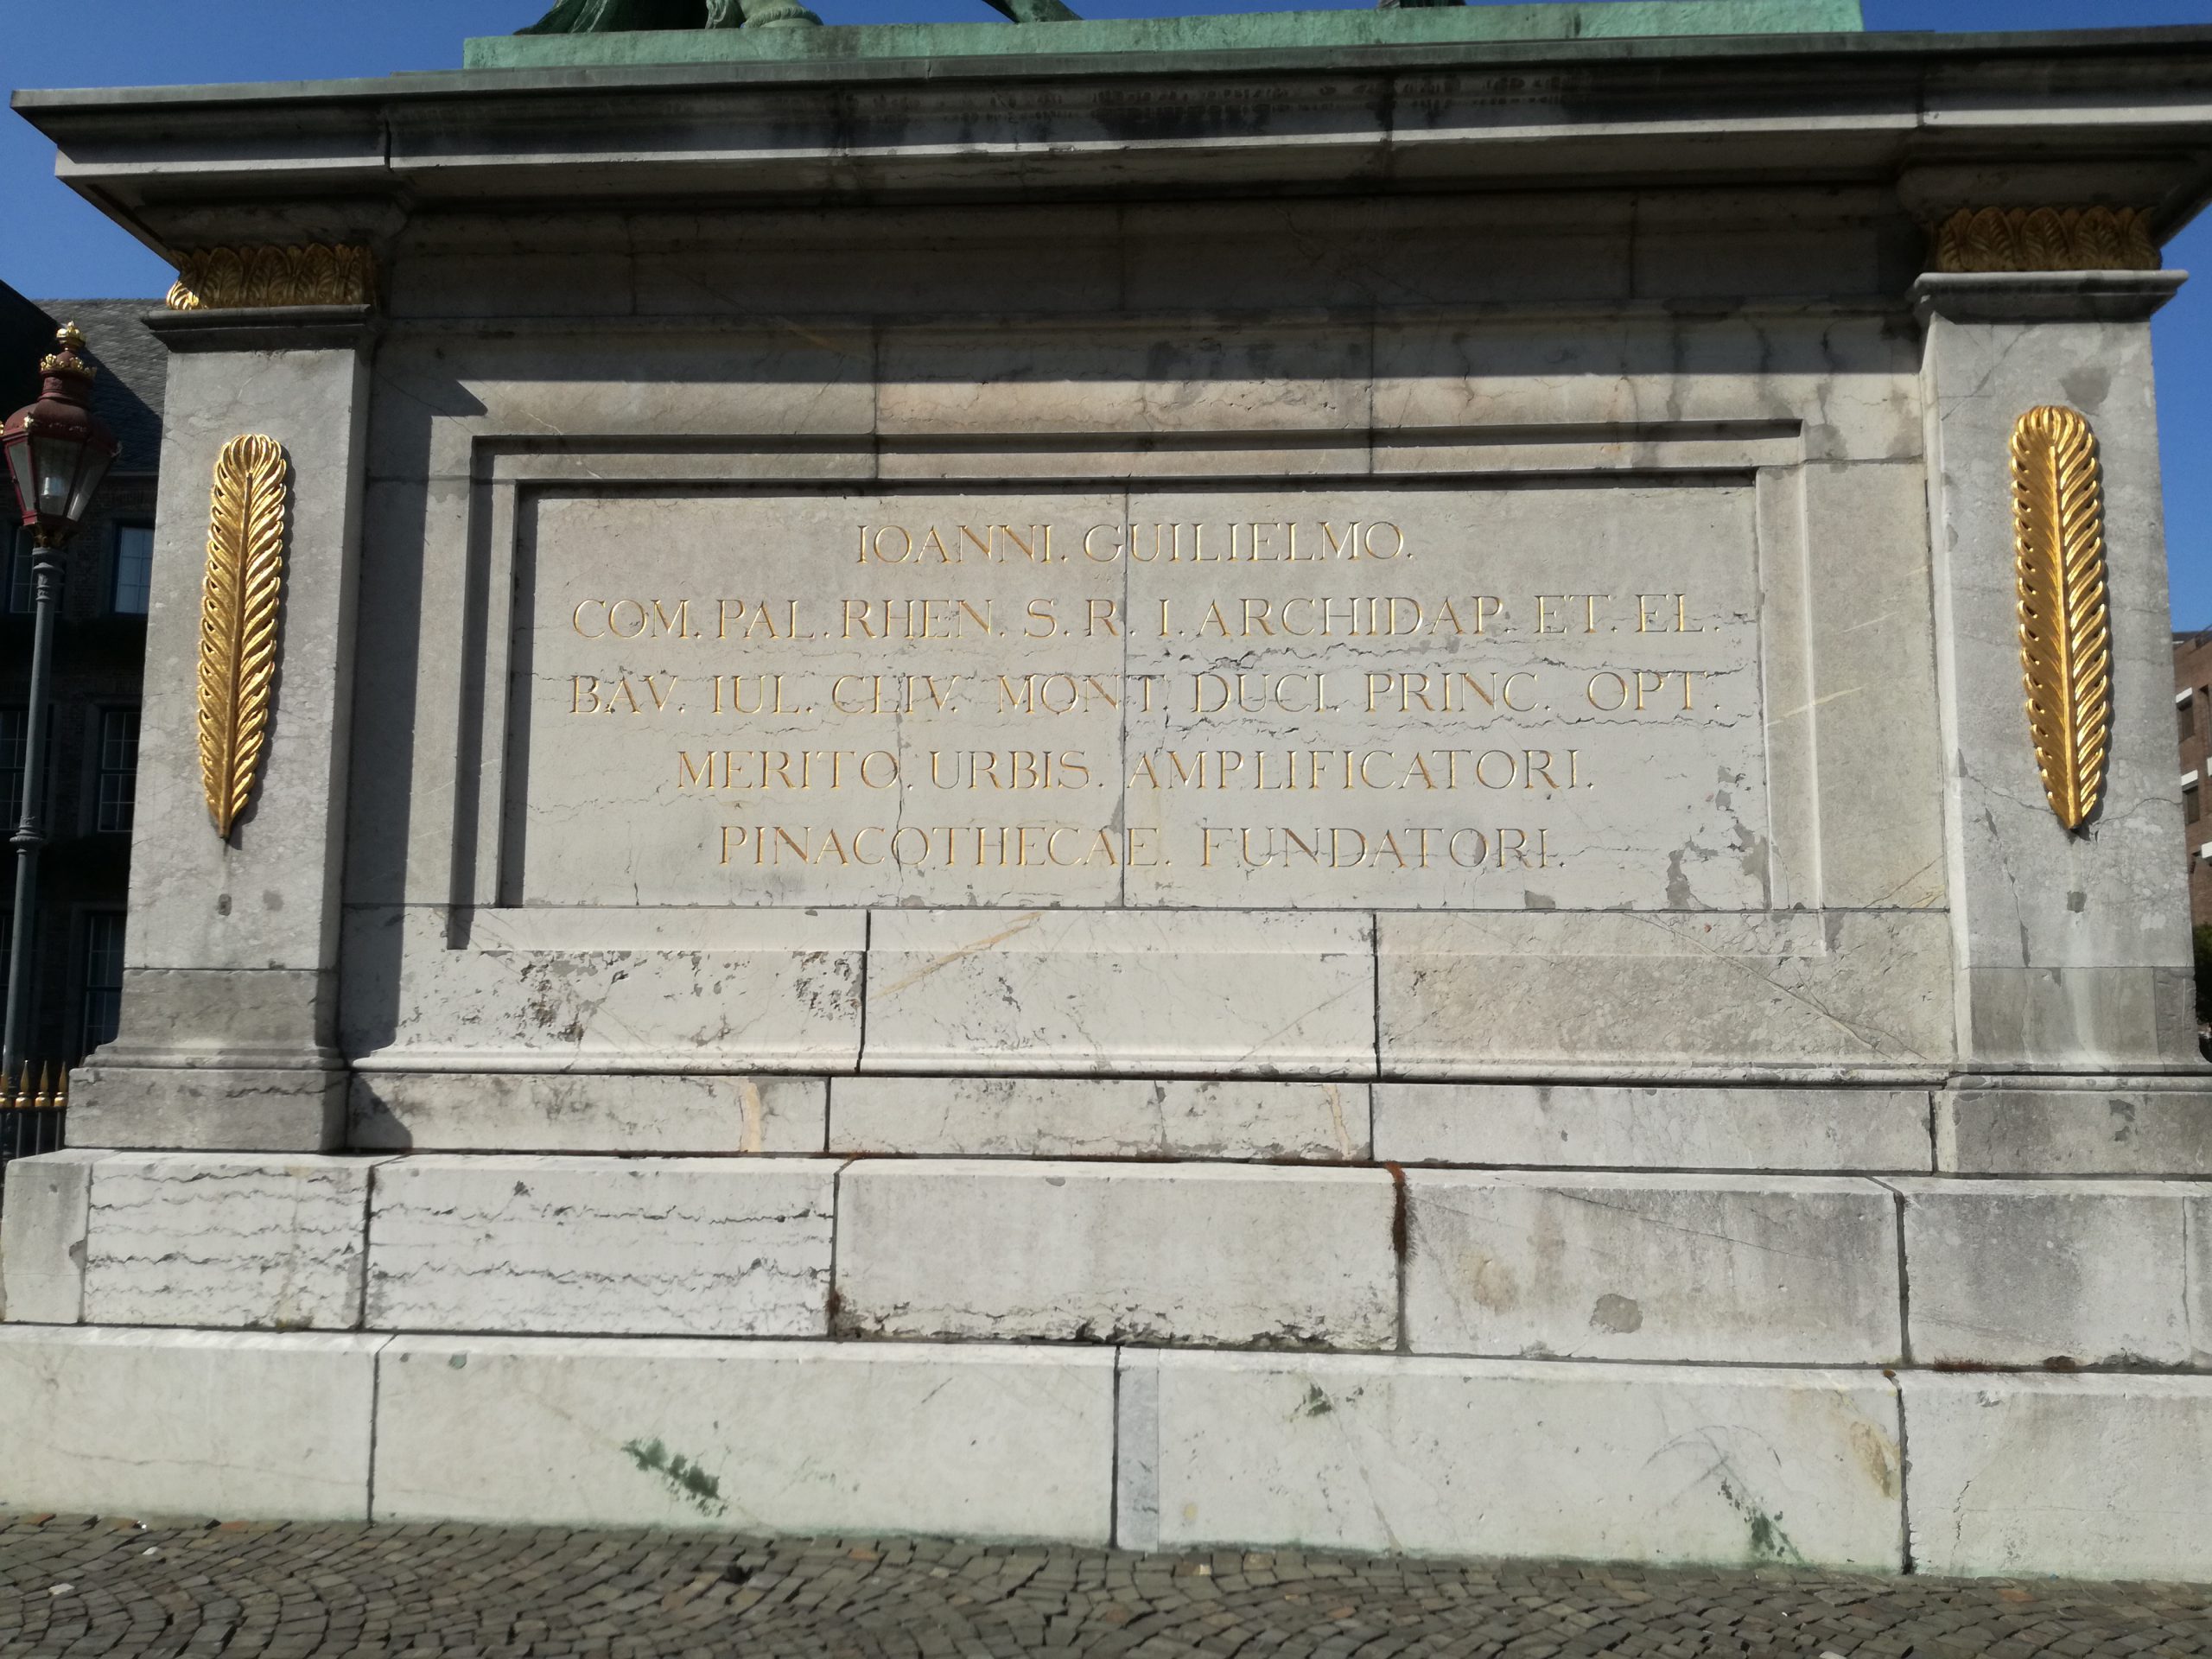 IOANNI. GUILIELMO.
COM. PAL. RHEN. S. R. I. ARCHIDAP. ET. EL.
BAV. IUL. CLIV. MONT. DUCI. PRINC. OPT.
MERITO. URBIS. AMPLIFICATORI.
PINACOTHECAE. FUNDATORI.